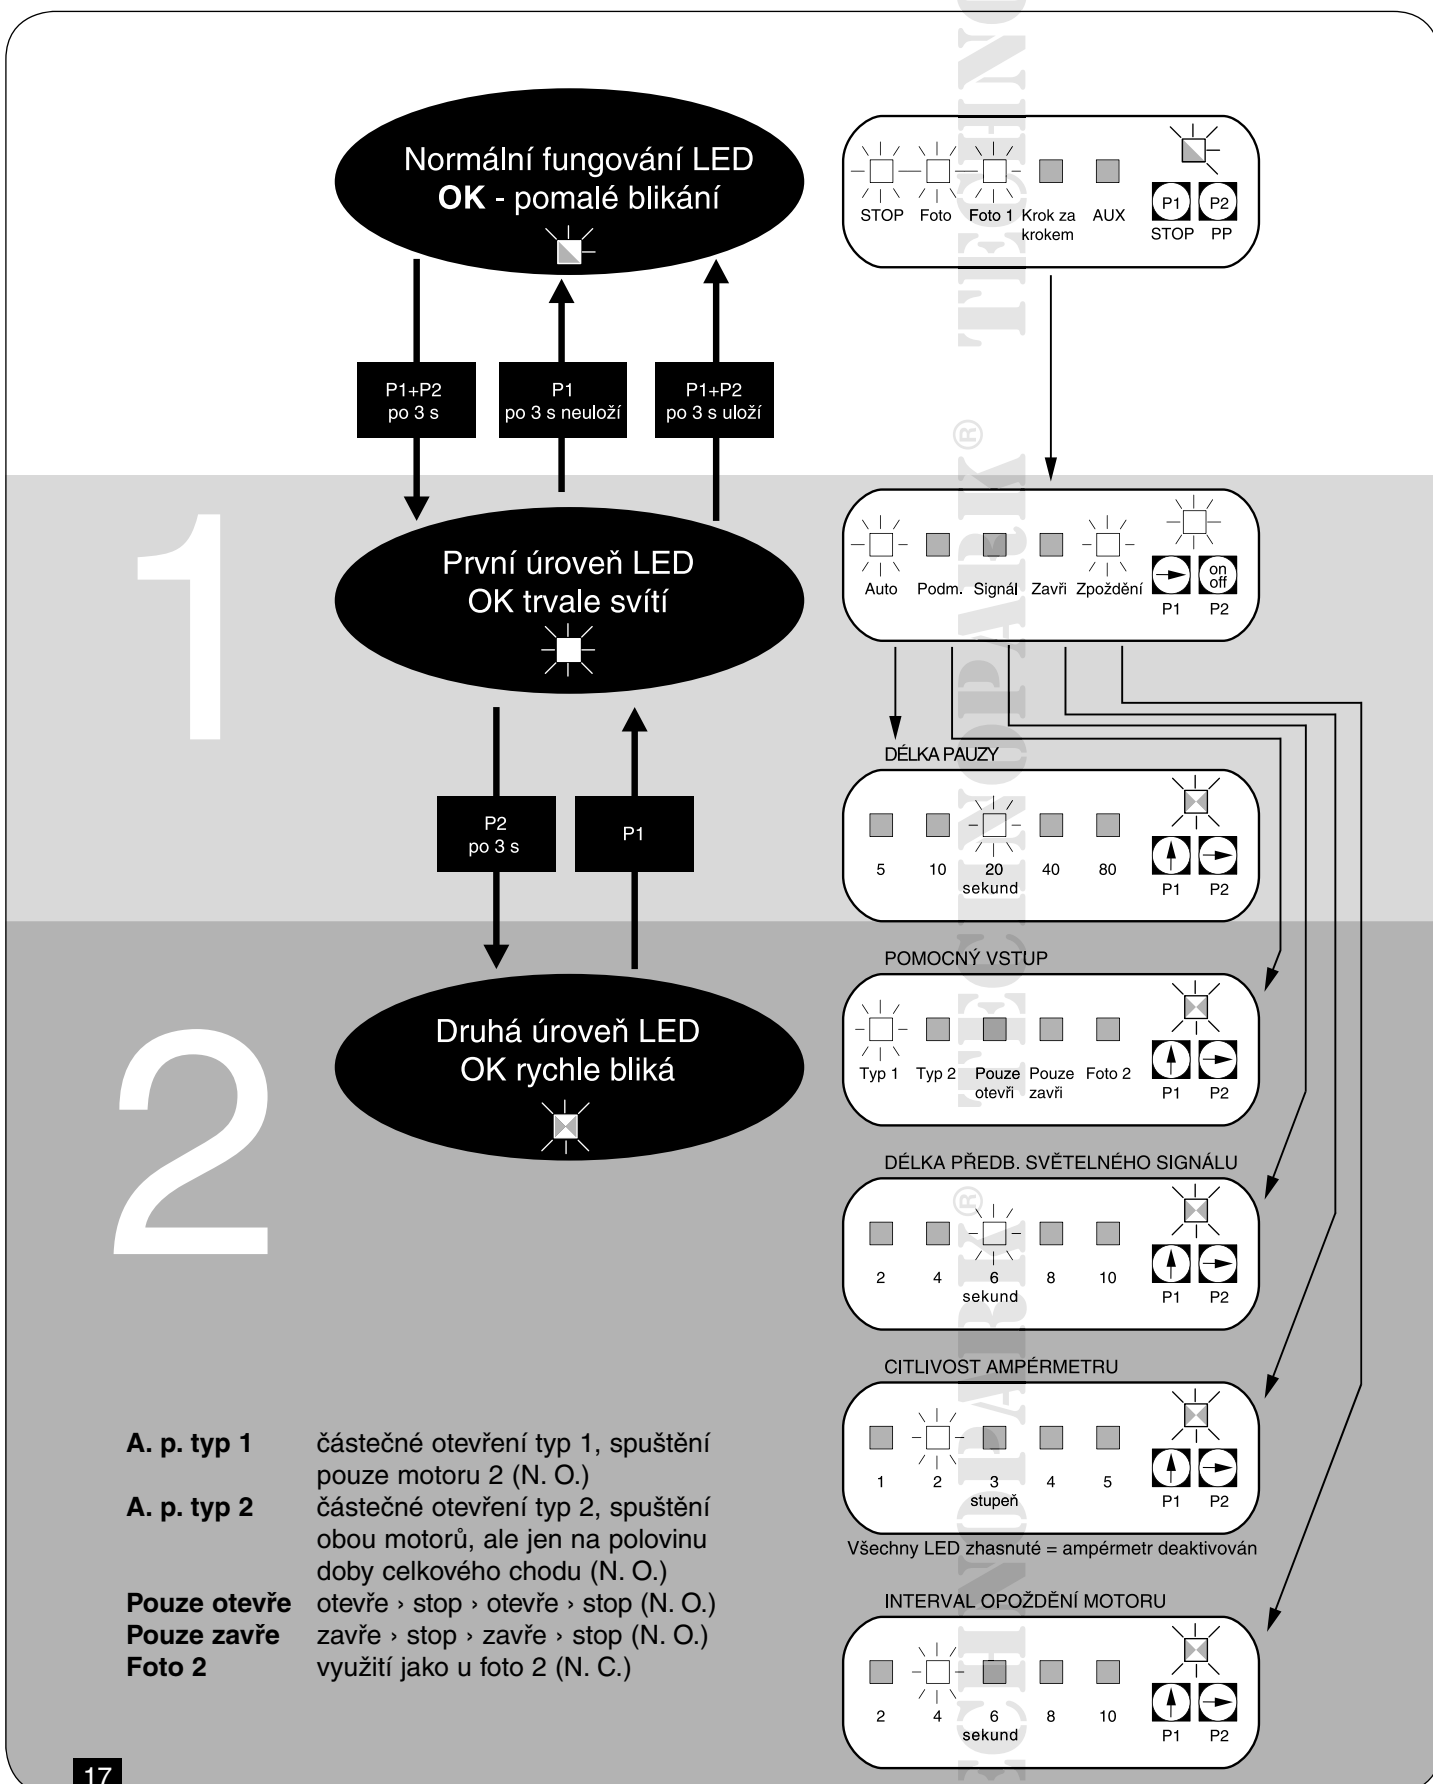 Normální fungování LED
OK - pomalé blikání
P1+P2
po 3 s
P1
po 3 s neuloží
P1+P2
po 3 s uloží
STOP Foto Foto 1 Krok za krokem AUX
P1 P2
STOP PP
1
První úroveň LED
OK trvale svítí
Auto Podm. Signál Zavři Zpoždění
on off
P1 P2
P2
po 3 s
P1
DÉLKA PAUZY
5 10 20 40 80
sekund
P1 P2
2
Druhá úroveň LED
OK rychle bliká
POMOCNÝ VSTUP
Typ 1 Typ 2 Pouze otevři Pouze zavři Foto 2
P1 P2
DÉLKA PŘEDB. SVĚTELNÉHO SIGNÁLU
2 4 6 8 10
sekund
P1 P2
CITLIVOST AMPÉRMETRU
1 2 3 4 5
stupeň
P1 P2
Všechny LED zhasnuté = ampérmetr deaktivován
INTERVAL OPOŽDĚNÍ MOTORU
2 4 6 8 10
sekund
P1 P2
A. p. typ 1 částečné otevření typ 1, spuštění
pouze motoru 2 (N. O.)
A. p. typ 2 částečné otevření typ 2, spuštění
obou motorů, ale jen na polovinu
doby celkového chodu (N. O.)
Pouze otevře otevře › stop › otevře › stop (N. O.)
Pouze zavře zavře › stop › zavře › stop (N. O.)
Foto 2 využití jako u foto 2 (N. C.)
17
TECHNOPARK®